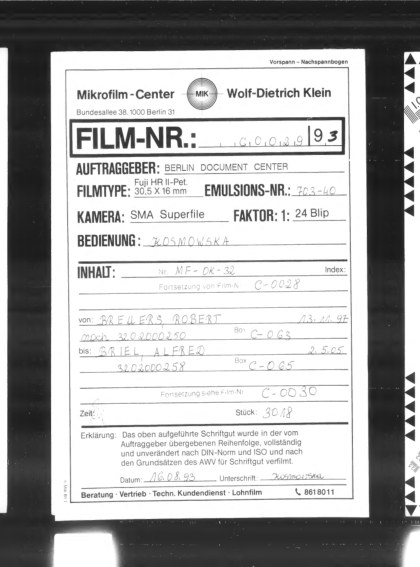 Vorspann – Nachspannbogen
Mikrofilm-Center MIK Wolf-Dietrich Klein
Bundesallee 38, 1000 Berlin 31
FILM-NR.: C0029 93
AUFTRAGGEBER: BERLIN DOCUMENT CENTER
FILMTYPE: Fuji HR II-Pet. 30,5 X 16 mm EMULSIONS-NR.: 703-40
KAMERA: SMA Superfile FAKTOR: 1: 24 Blip
BEDIENUNG: KOSMOWSKA
INHALT: Nr. MF-OK-32 Index:
Fortsetzung von Film-N. C-0028
von: BREUERS ROBERT 13.11.97
nach 3202000250 Box C-063
bis: BRIEL, ALFRED 2.5.05
3202000258 Box C-065
Fortsetzung siehe Film-Nr. C-0030
Zeit: Stück: 3018
Erklärung: Das oben aufgeführte Schriftgut wurde in der vom
Auftraggeber übergebenen Reihenfolge, vollständig
und unverändert nach DIN-Norm und ISO und nach
den Grundsätzen des AWV für Schriftgut verfilmt.
Datum: 16.08.93 Unterschrift:
Beratung · Vertrieb · Techn. Kundendienst · Lohnfilm 8618011